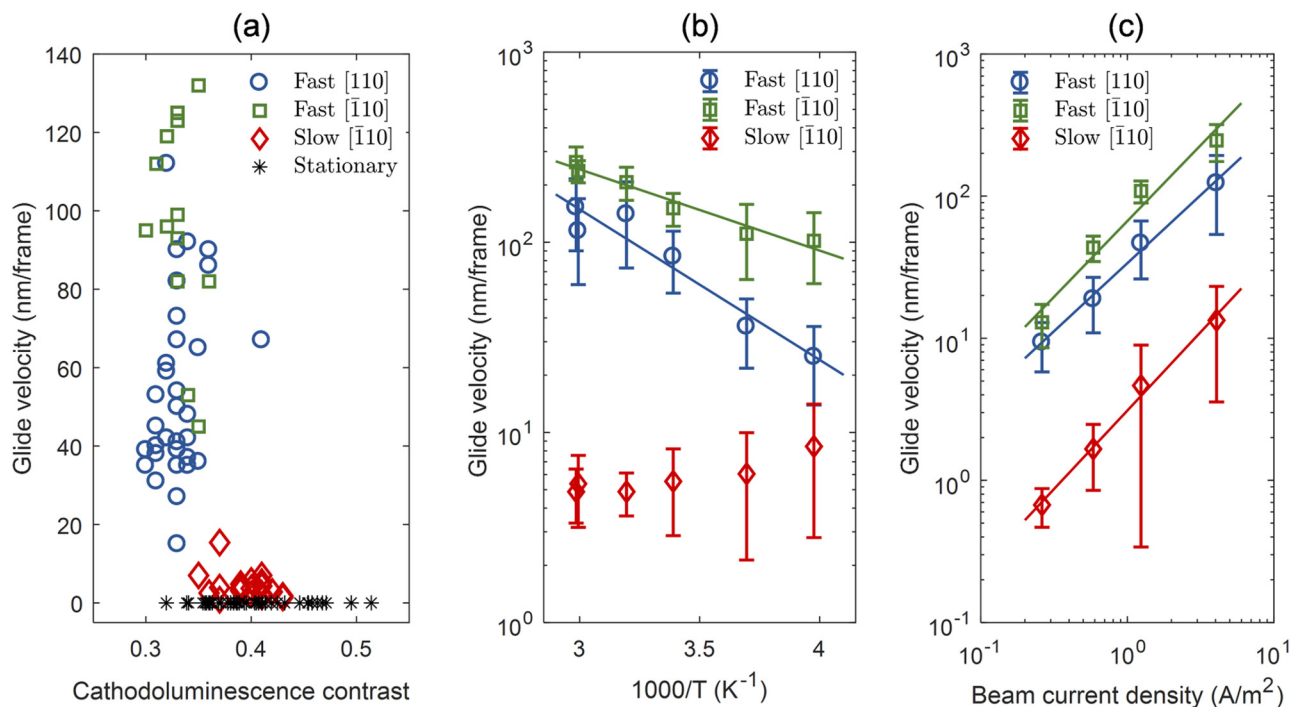 (a)
Glide velocity (nm/frame)
140
120
100
80
60
40
20
0
0.3 0.4 0.5
Cathodoluminescence contrast
Fast [110]
Fast [1̄10]
Slow [1̄10]
Stationary
(b)
Glide velocity (nm/frame)
10³
10²
10¹
10⁰
3 3.5 4
1000/T (K⁻¹)
Fast [110]
Fast [1̄10]
Slow [1̄10]
(c)
Glide velocity (nm/frame)
10³
10²
10¹
10⁰
10⁻¹
10⁻¹ 10⁰ 10¹
Beam current density (A/m²)
Fast [110]
Fast [1̄10]
Slow [1̄10]